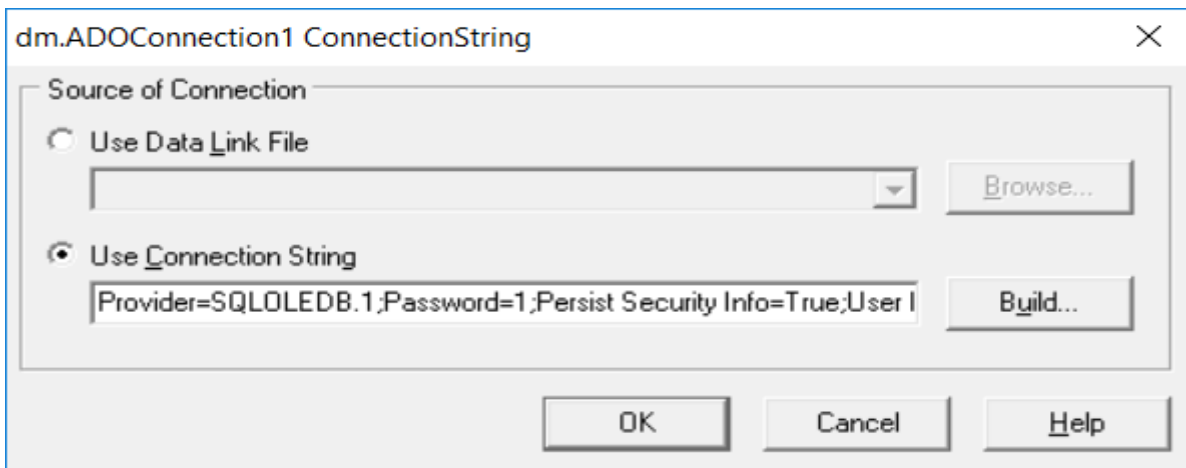 dm.ADOConnection1 ConnectionString
Source of Connection
Use Data Link File
Browse...
Use Connection String
Provider=SQLOLEDB.1;Password=1;Persist Security Info=True;User I
Build...
OK Cancel Help